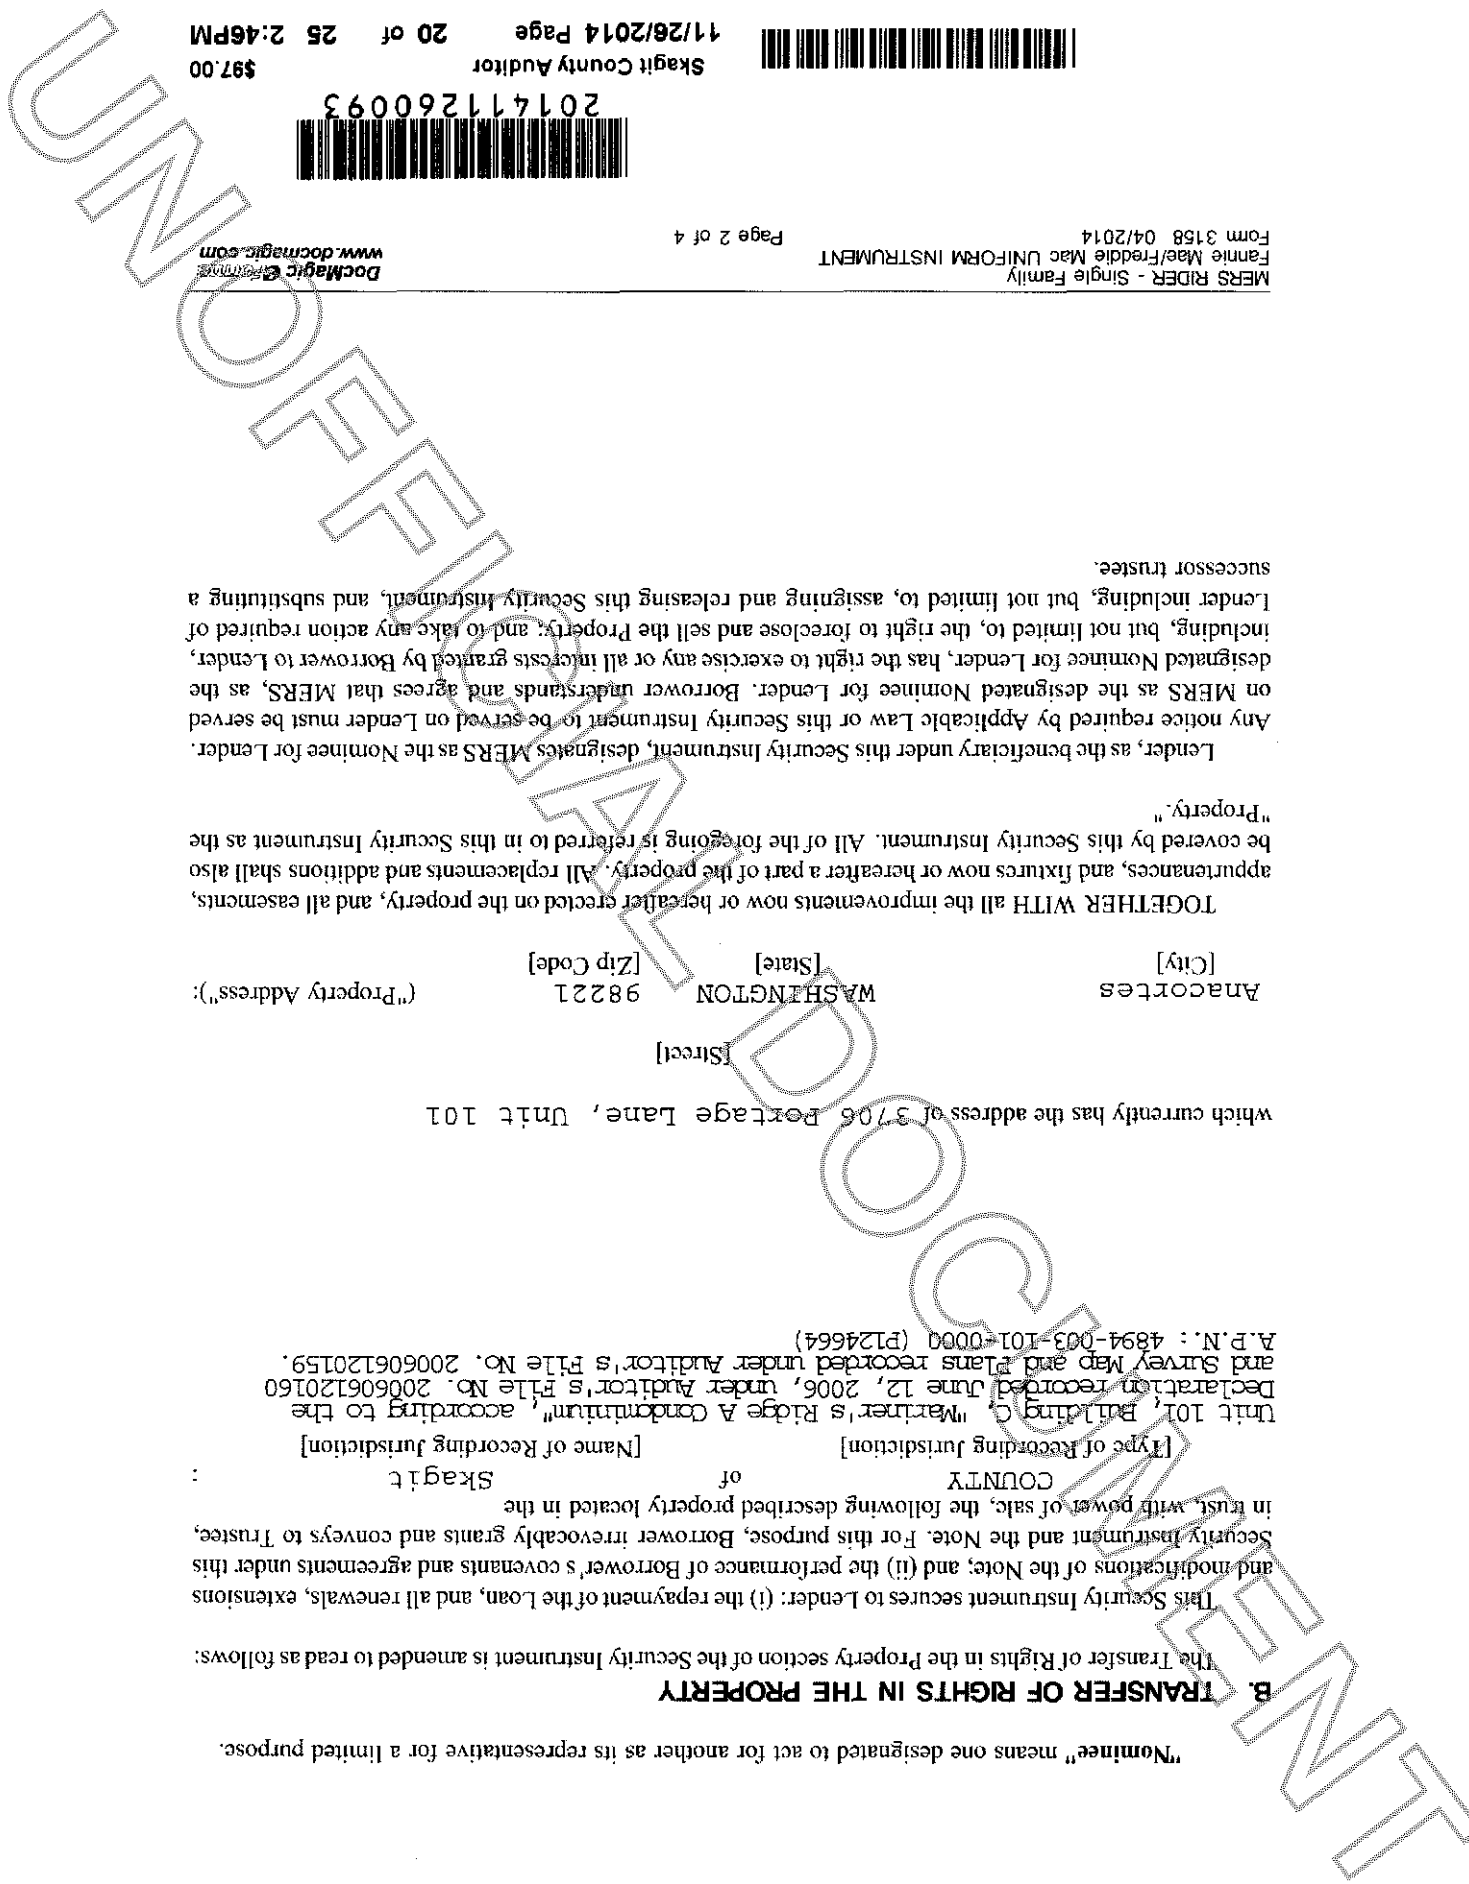 "Nominee" means one designated to act for another as its representative for a limited purpose.
B. TRANSFER OF RIGHTS IN THE PROPERTY
The Transfer of Rights in the Property section of the Security Instrument is amended to read as follows:
This Security Instrument secures to Lender: (i) the repayment of the Loan, and all renewals, extensions
and modifications of the Note; and (ii) the performance of Borrower's covenants and agreements under this
Security Instrument and the Note. For this purpose, Borrower irrevocably grants and conveys to Trustee,
in trust, with power of sale, the following described property located in the
COUNTY of Skagit :
[Type of Recording Jurisdiction] [Name of Recording Jurisdiction]
Unit 101, Building C, "Mariner's Ridge A Condominium", according to the
Declaration recorded June 12, 2006, under Auditor's File No. 200606120160
and Survey Map and Plans recorded under Auditor's File No. 200606120159.
A.P.N.: 4894-003-101-0000 (P124664)
which currently has the address of 3706 Portage Lane, Unit 101
[Street]
Anacortes WASHINGTON 98221 ("Property Address"):
[City] [State] [Zip Code]
TOGETHER WITH all the improvements now or hereafter erected on the property, and all easements,
appurtenances, and fixtures now or hereafter a part of the property. All replacements and additions shall also
be covered by this Security Instrument. All of the foregoing is referred to in this Security Instrument as the
"Property."
Lender, as the beneficiary under this Security Instrument, designates MERS as the Nominee for Lender.
Any notice required by Applicable Law or this Security Instrument to be served on Lender must be served
on MERS as the designated Nominee for Lender. Borrower understands and agrees that MERS, as the
designated Nominee for Lender, has the right to exercise any or all interests granted by Borrower to Lender,
including, but not limited to, the right to foreclose and sell the Property; and to take any action required of
Lender including, but not limited to, assigning and releasing this Security Instrument, and substituting a
successor trustee.
MERS RIDER - Single Family
Fannie Mae/Freddie Mac UNIFORM INSTRUMENT
Form 3158 04/2014
Page 2 of 4
DocMagic eForms
www.docmagic.com
201411260093
Skagit County Auditor $97.00
11/26/2014 Page 20 of 25 2:46PM
UNOFFICIAL DOCUMENT